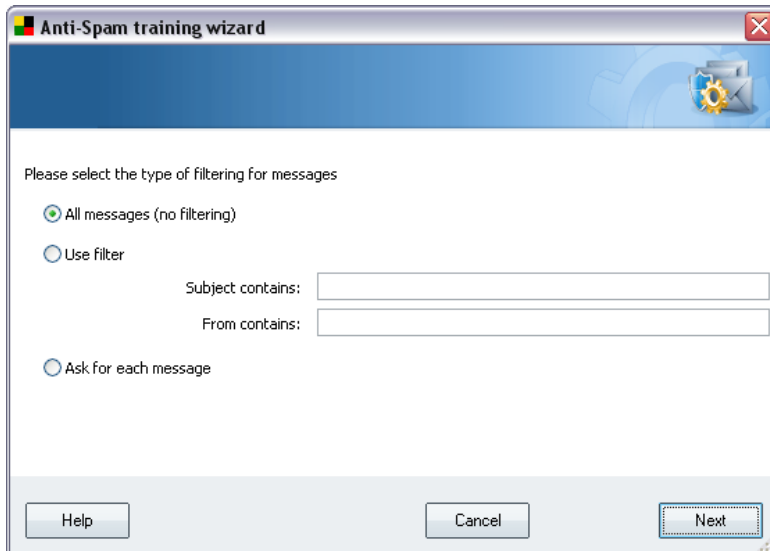 Anti-Spam training wizard
Please select the type of filtering for messages
All messages (no filtering)
Use filter
Subject contains:
From contains:
Ask for each message
Help Cancel Next